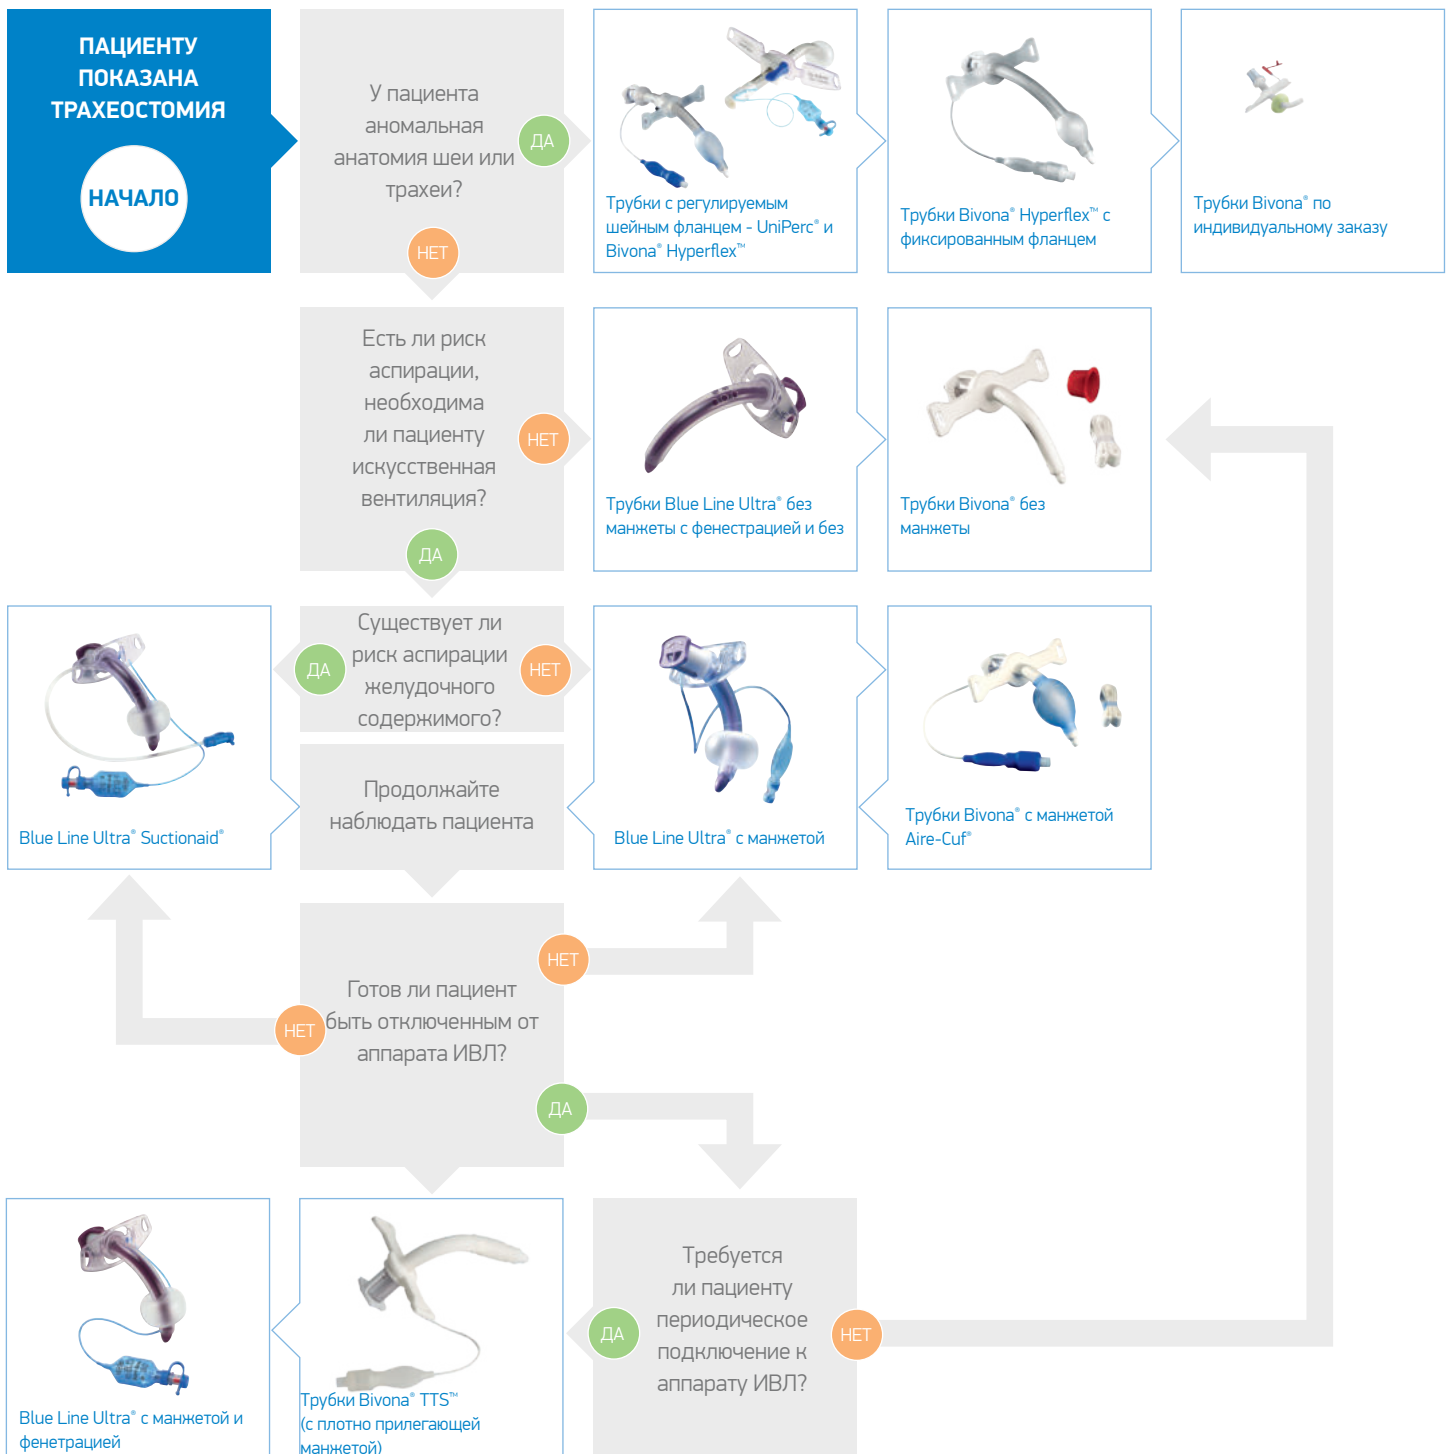 ПАЦИЕНТУ
ПОКАЗАНА
ТРАХЕОСТОМИЯ
НАЧАЛО
У пациента
аномальная
анатомия шеи или
трахеи?
ДА
НЕТ
Трубки с регулируемым
шейным фланцем - UniPerc® и
Bivona® Hyperflex™
Трубки Bivona® Hyperflex™ с
фиксированным фланцем
Трубки Bivona® по
индивидуальному заказу
Есть ли риск
аспирации,
необходима
ли пациенту
искусственная
вентиляция?
НЕТ
ДА
Трубки Blue Line Ultra® без
манжеты с фенестрацией и без
Трубки Bivona® без
манжеты
Существует ли
риск аспирации
желудочного
содержимого?
ДА
НЕТ
Blue Line Ultra® Suctionaid®
Продолжайте
наблюдать пациента
Blue Line Ultra® с манжетой
Трубки Bivona® с манжетой
Aire-Cuf®
Готов ли пациент
быть отключенным от
аппарата ИВЛ?
НЕТ
НЕТ
ДА
Blue Line Ultra® с манжетой и
фенетрацией
Трубки Bivona® TTS™
(с плотно прилегающей
манжетой)
Требуется
ли пациенту
периодическое
подключение к
аппарату ИВЛ?
ДА
НЕТ